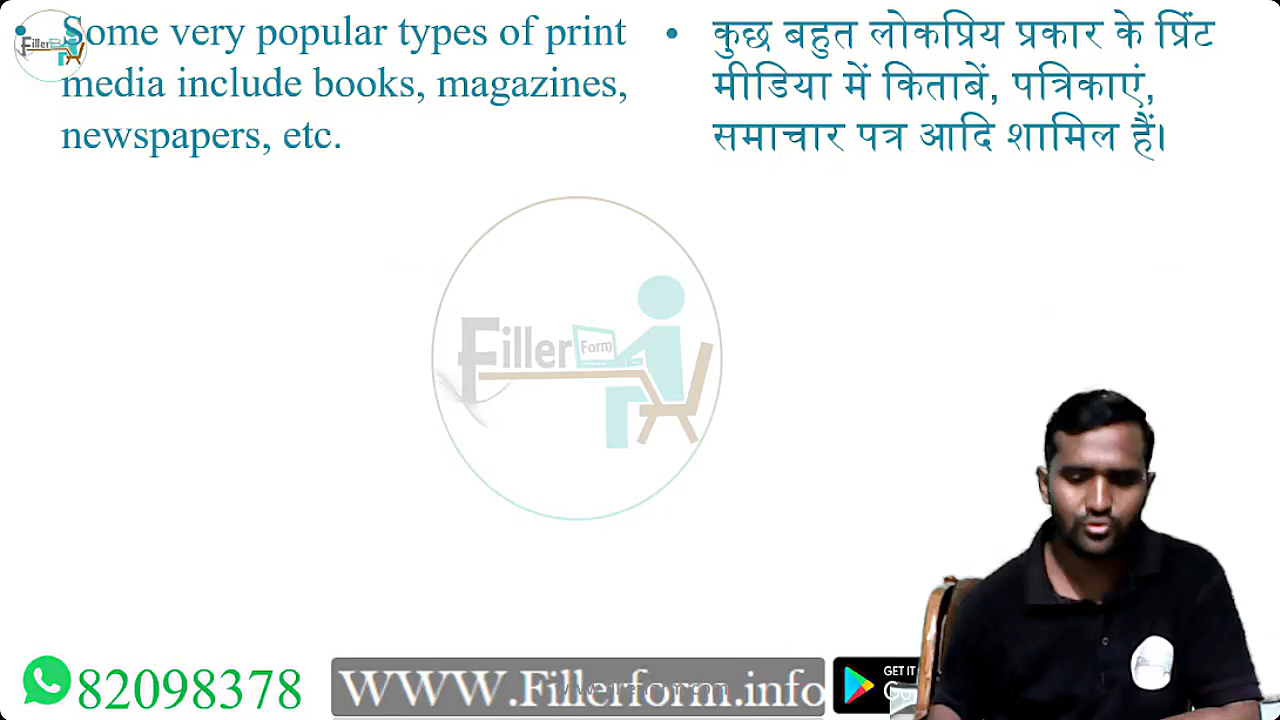 Some very popular types of print
media include books, magazines,
newspapers, etc.
• कुछ बहुत लोकप्रिय प्रकार के प्रिंट
मीडिया में किताबें, पत्रिकाएं,
समाचार पत्र आदि शामिल हैं।
Filler Form
82098378
WWW.Fillerform.info
GET IT